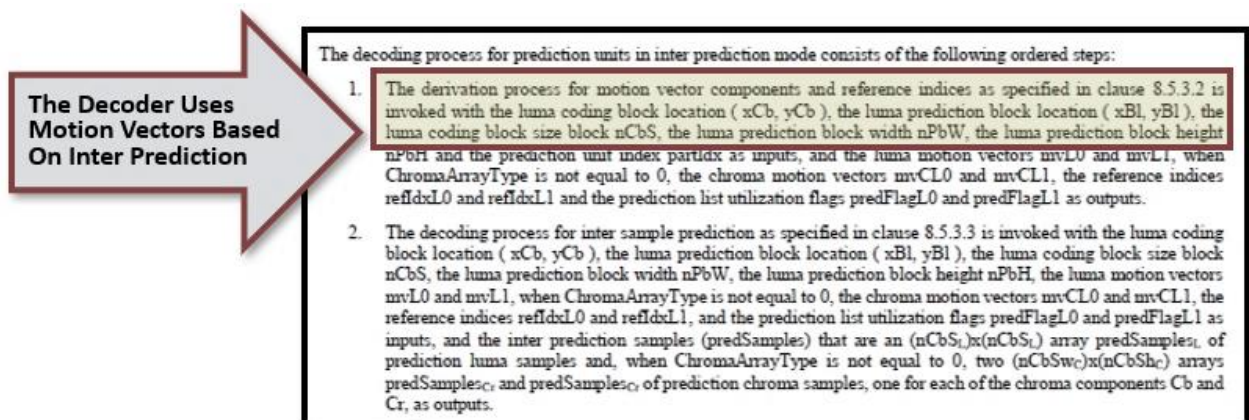 The Decoder Uses
Motion Vectors Based
On Inter Prediction
The decoding process for prediction units in inter prediction mode consists of the following ordered steps:
1. The derivation process for motion vector components and reference indices as specified in clause 8.5.3.2 is
invoked with the luma coding block location ( xCb, yCb ), the luma prediction block location ( xBl, yBl ), the
luma coding block size block nCbS, the luma prediction block width nPbW, the luma prediction block height
nPbH and the prediction unit index partIdx as inputs, and the luma motion vectors mvL0 and mvL1, when
ChromaArrayType is not equal to 0, the chroma motion vectors mvCL0 and mvCL1, the reference indices
refIdxL0 and refIdxL1 and the prediction list utilization flags predFlagL0 and predFlagL1 as outputs.
2. The decoding process for inter sample prediction as specified in clause 8.5.3.3 is invoked with the luma coding
block location ( xCb, yCb ), the luma prediction block location ( xBl, yBl ), the luma coding block size block
nCbS, the luma prediction block width nPbW, the luma prediction block height nPbH, the luma motion vectors
mvL0 and mvL1, when ChromaArrayType is not equal to 0, the chroma motion vectors mvCL0 and mvCL1, the
reference indices refIdxL0 and refIdxL1, and the prediction list utilization flags predFlagL0 and predFlagL1 as
inputs, and the inter prediction samples (predSamples) that are an (nCbSL)x(nCbSL) array predSamplesL of
prediction luma samples and, when ChromaArrayType is not equal to 0, two (nCbSwC)x(nCbShC) arrays
predSamplesCr and predSamplesCr of prediction chroma samples, one for each of the chroma components Cb and
Cr, as outputs.